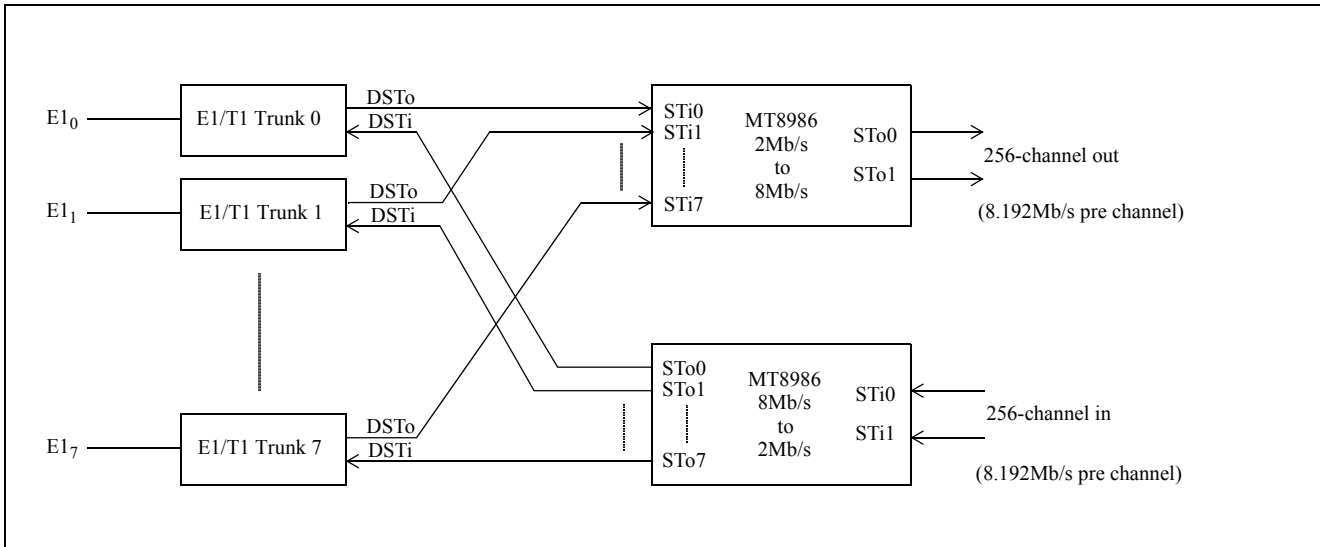 E1₀
E1/T1 Trunk 0
DSTo
DSTi
E1₁
E1/T1 Trunk 1
DSTo
DSTi
E1₇
E1/T1 Trunk 7
DSTo
DSTi
STi0
STi1
STi7
MT8986
2Mb/s
to
8Mb/s
STo0
STo1
256-channel out
(8.192Mb/s pre channel)
STo0
STo1
STo7
MT8986
8Mb/s
to
2Mb/s
STi0
STi1
256-channel in
(8.192Mb/s pre channel)